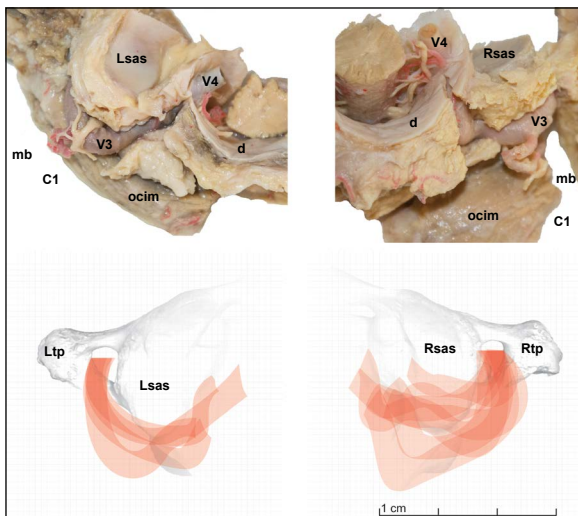 Lsas
V4
V3
d
mb
C1
ocim
V4
Rsas
d
V3
mb
ocim
C1
Ltp
Lsas
Rsas
Rtp
1 cm